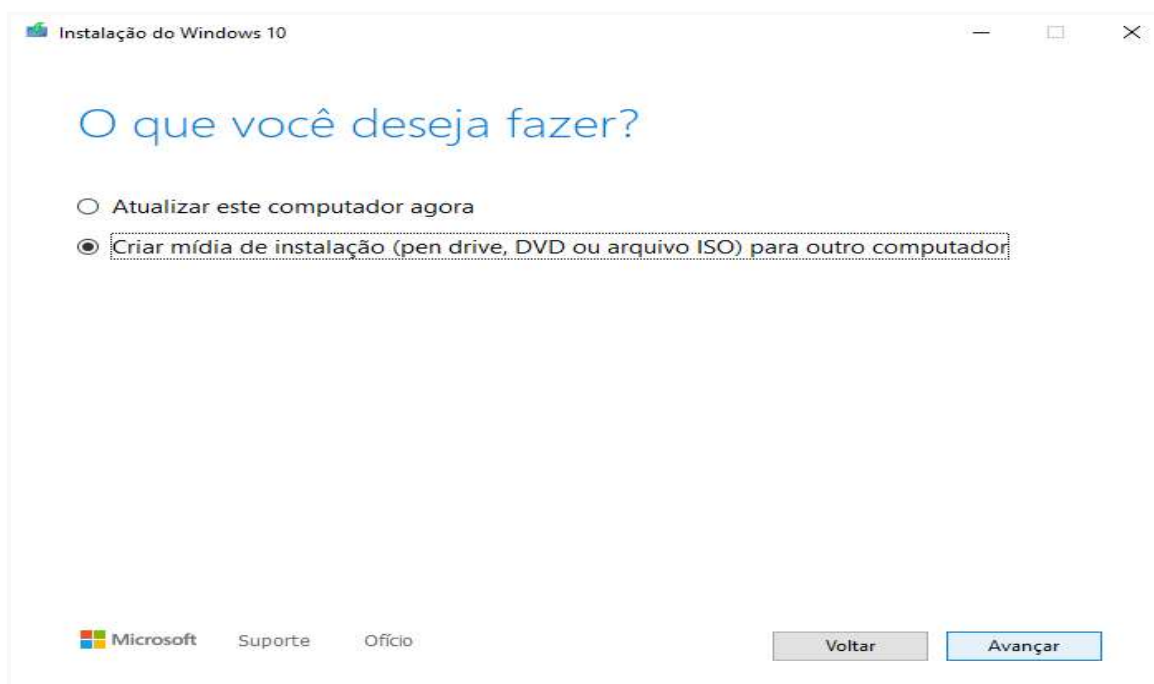 Instalação do Windows 10
O que você deseja fazer?
Atualizar este computador agora
Criar mídia de instalação (pen drive, DVD ou arquivo ISO) para outro computador
Microsoft Suporte Ofício Voltar Avançar